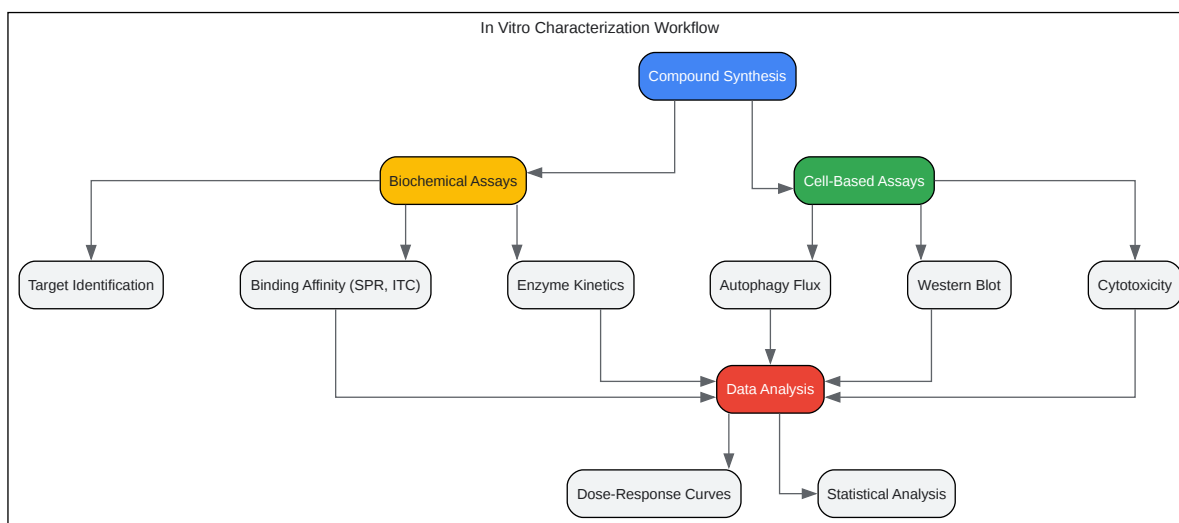 In Vitro Characterization Workflow
Compound Synthesis
Biochemical Assays
Cell-Based Assays
Target Identification
Binding Affinity (SPR, ITC)
Enzyme Kinetics
Autophagy Flux
Western Blot
Cytotoxicity
Data Analysis
Dose-Response Curves
Statistical Analysis